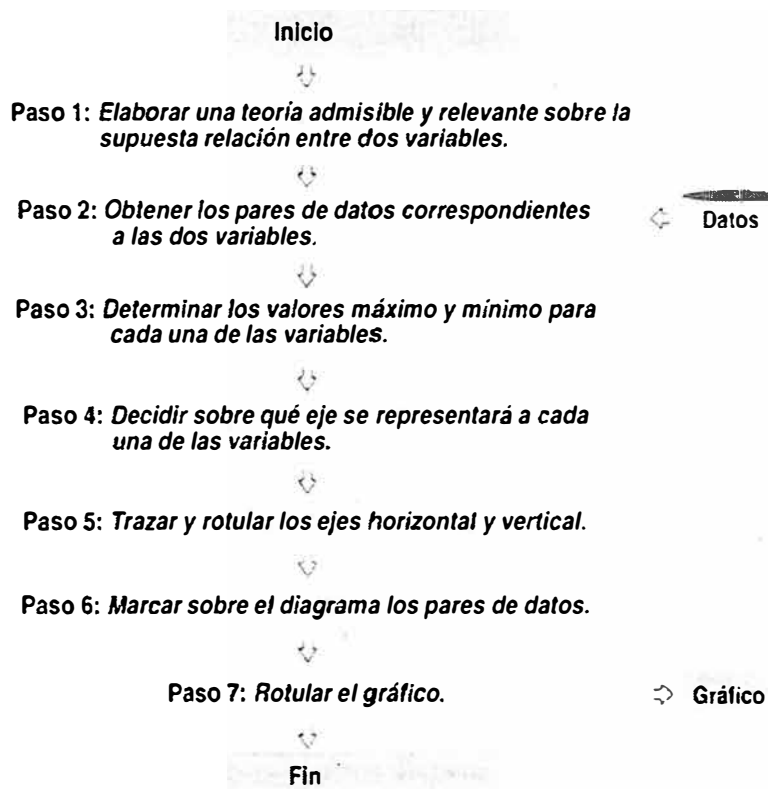 Inicio
Paso 1: Elaborar una teoría admisible y relevante sobre la
supuesta relación entre dos variables.
Paso 2: Obtener los pares de datos correspondientes
a las dos variables.
Datos
Paso 3: Determinar los valores máximo y mínimo para
cada una de las variables.
Paso 4: Decidir sobre qué eje se representará a cada
una de las variables.
Paso 5: Trazar y rotular los ejes horizontal y vertical.
Paso 6: Marcar sobre el diagrama los pares de datos.
Paso 7: Rotular el gráfico.
Gráfico
Fin